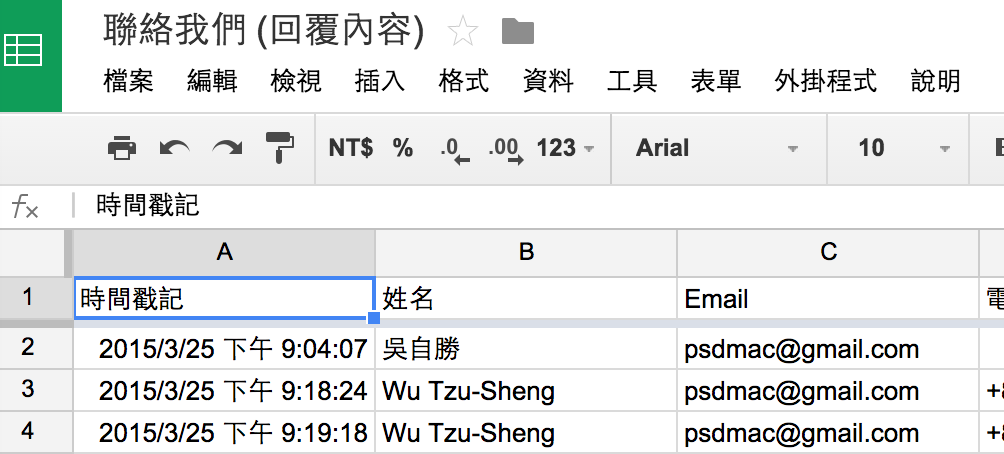 聯絡我們 (回覆內容)
檔案 編輯 檢視 插入 格式 資料 工具 表單 外掛程式 說明
NT$ % .0 .00 123 Arial 10
fx 時間戳記
A B C
1 時間戳記 姓名 Email
2 2015/3/25 下午 9:04:07 吳自勝 psdmac@gmail.com
3 2015/3/25 下午 9:18:24 Wu Tzu-Sheng psdmac@gmail.com
4 2015/3/25 下午 9:19:18 Wu Tzu-Sheng psdmac@gmail.com